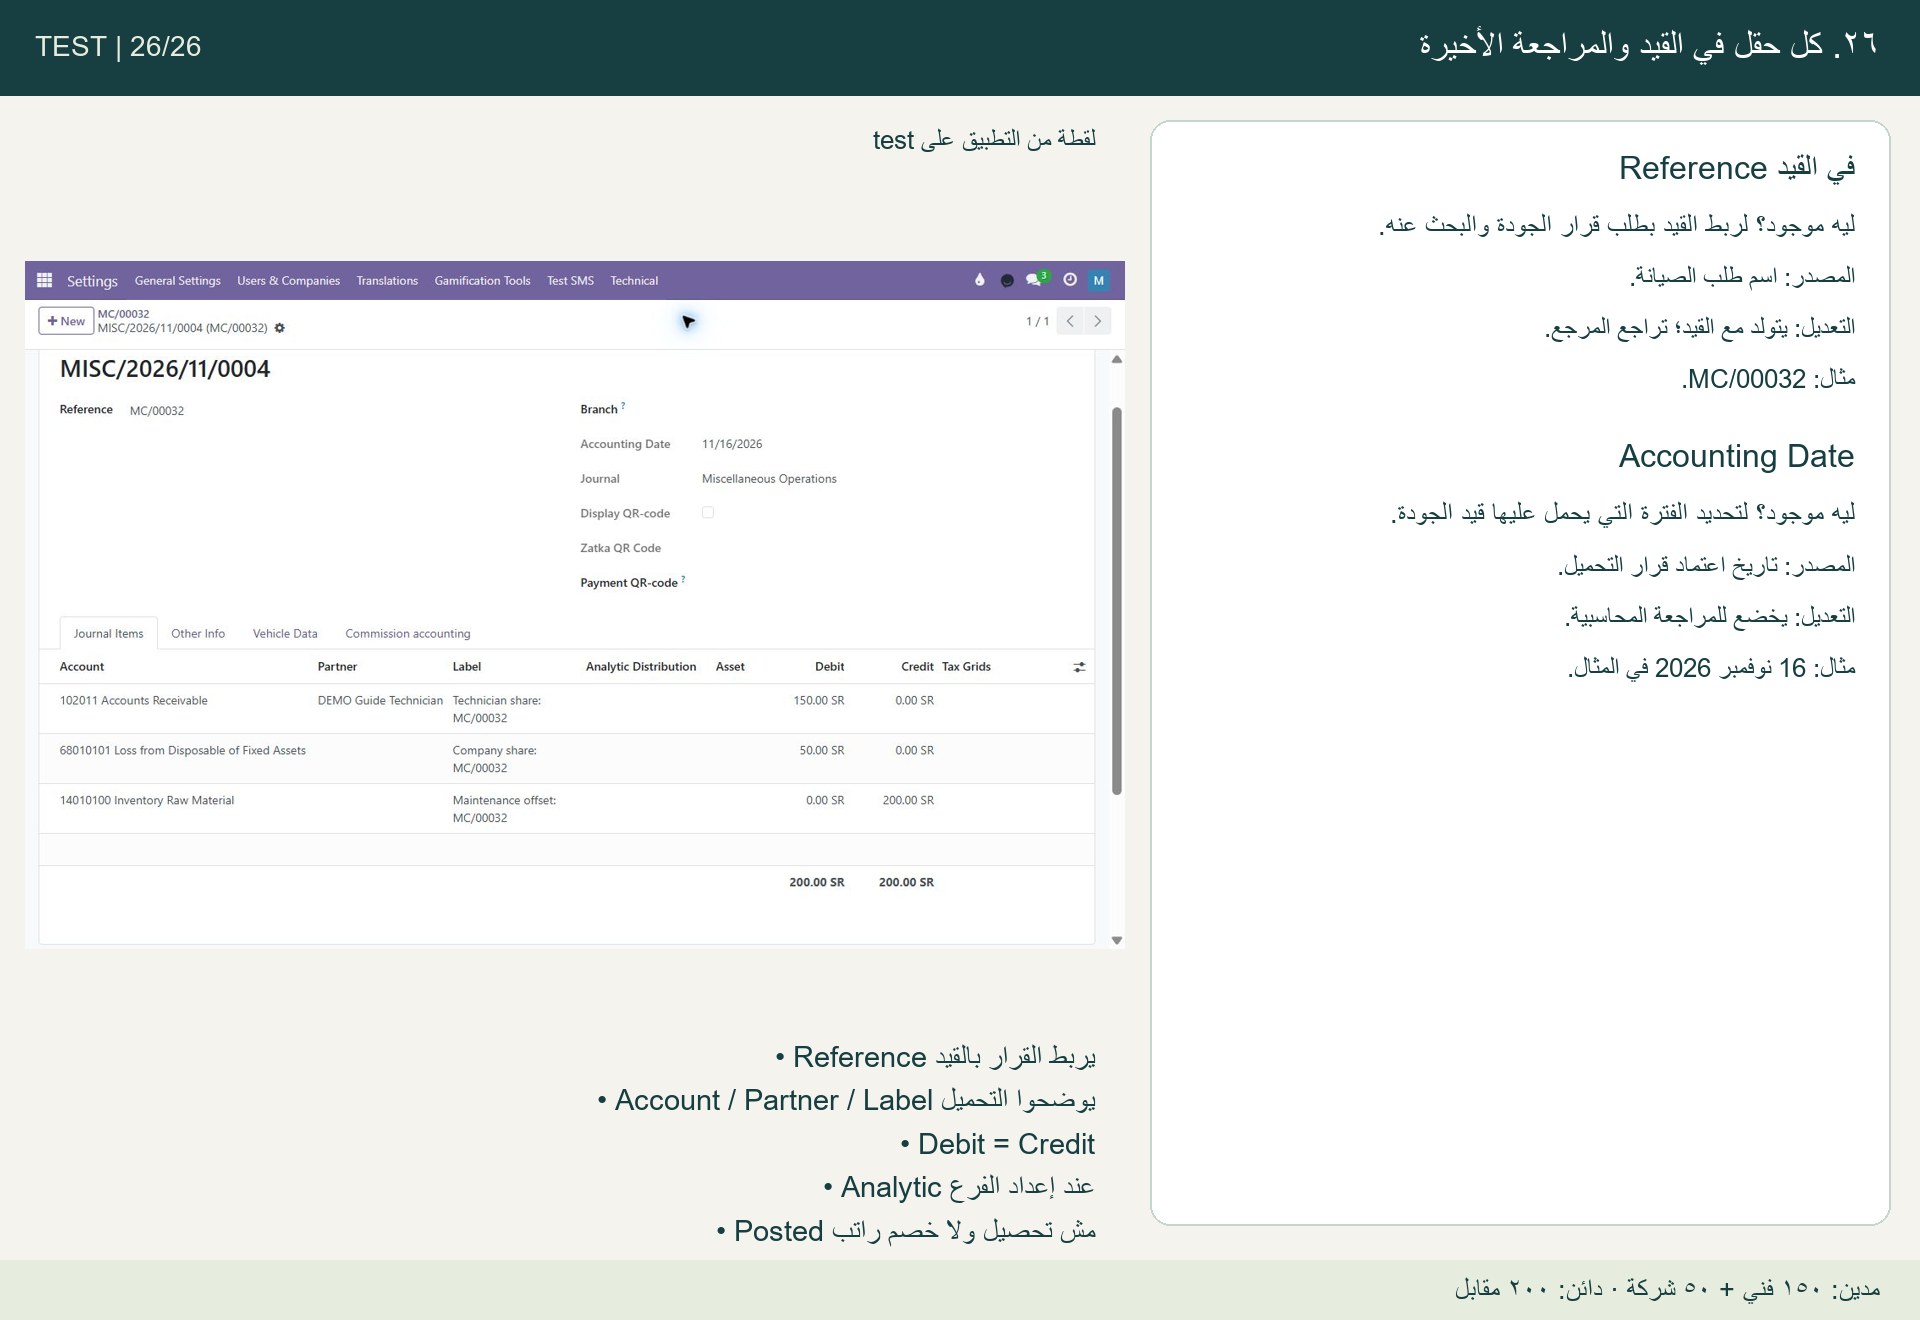 ٢٦. كل حقل في القيد والمراجعة الأخيرة
TEST | 26/26
في القيد Reference
ليه موجود؟ لربط القيد بطلب قرار الجودة والبحث عنه.
المصدر: اسم طلب الصيانة.
التعديل: يتولد مع القيد؛ تراجع المرجع.
مثال: MC/00032.
Accounting Date
ليه موجود؟ لتحديد الفترة التي يحمل عليها قيد الجودة.
المصدر: تاريخ اعتماد قرار التحميل.
التعديل: يخضع للمراجعة المحاسبية.
مثال: 16 نوفمبر 2026 في المثال.
لقطة من التطبيق على test
Settings General Settings Users & Companies Translations Gamification Tools Test SMS Technical 3 M
New MC/00032
MISC/2026/11/0004 (MC/00032) 1 / 1
MISC/2026/11/0004
Reference MC/00032
Branch ?
Accounting Date 11/16/2026
Journal Miscellaneous Operations
Display QR-code
Zatka QR Code
Payment QR-code ?
Journal Items Other Info Vehicle Data Commission accounting
Account Partner Label Analytic Distribution Asset Debit Credit Tax Grids
102011 Accounts Receivable DEMO Guide Technician Technician share: 150.00 SR 0.00 SR
MC/00032
68010101 Loss from Disposable of Fixed Assets Company share: 50.00 SR 0.00 SR
MC/00032
14010100 Inventory Raw Material Maintenance offset: 0.00 SR 200.00 SR
MC/00032
200.00 SR 200.00 SR
يربط القرار بالقيد Reference •
يوضحوا التحميل Account / Partner / Label •
• Debit = Credit
عند إعداد الفرع Analytic •
مش تحصيل ولا خصم راتب Posted •
مدين: ١٥٠ فني + ٥٠ شركة · دائن: ٢٠٠ مقابل